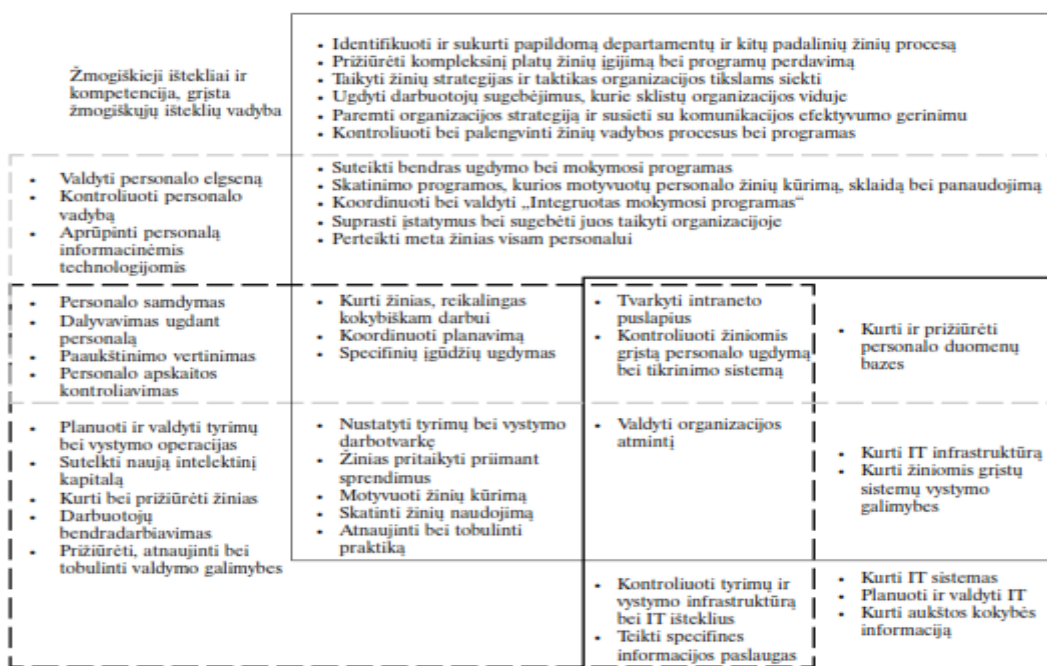 Žmogiškieji ištekliai ir
kompetencija, grįsta
žmogiškųjų išteklių vadyba
• Identifikuoti ir sukurti papildomą departamentų ir kitų padalinių žinių procesą
• Prižiūrėti kompleksinį platų žinių įgijimą bei programų perdavimą
• Taikyti žinių strategijas ir taktikas organizacijos tikslams siekti
• Ugdyti darbuotojų sugebėjimus, kurie sklistų organizacijos viduje
• Paremti organizacijos strategiją ir susieti su komunikacijos efektyvumo gerinimu
• Kontroliuoti bei palengvinti žinių vadybos procesus bei programas
• Valdyti personalo elgseną
• Kontroliuoti personalo
vadybą
• Aprūpinti personalą
informacinėmis
technologijomis
• Suteikti bendras ugdymo bei mokymosi programas
• Skatinimo programos, kurios motyvuotų personalo žinių kūrimą, sklaidą bei panaudojimą
• Koordinuoti bei valdyti „Integruotas mokymosi programas“
• Suprasti įstatymus bei sugebėti juos taikyti organizacijoje
• Perteikti meta žinias visam personalui
• Personalo samdymas
• Dalyvavimas ugdant
personalą
• Paaukštinimo vertinimas
• Personalo apskaitos
kontroliavimas
• Kurti žinias, reikalingas
kokybiškam darbui
• Koordinuoti planavimą
• Specifinių įgūdžių ugdymas
• Tvarkyti intraneto
puslapius
• Kontroliuoti žiniomis
grįstą personalo ugdymą
bei tikrinimo sistemą
• Kurti ir prižiūrėti
personalo duomenų
bazes
• Planuoti ir valdyti tyrimų
bei vystymo operacijas
• Sutelkti naują intelektinį
kapitalą
• Kurti bei prižiūrėti žinias
• Darbuotojų
bendradarbiavimas
• Prižiūrėti, atnaujinti bei
tobulinti valdymo galimybes
• Nustatyti tyrimų bei vystymo
darbotvarkę
• Žinias pritaikyti priimant
sprendimus
• Motyvuoti žinių kūrimą
• Skatinti žinių naudojimą
• Atnaujinti bei tobulinti
praktiką
• Valdyti organizacijos
atmintį
• Kurti IT infrastruktūrą
• Kurti žiniomis grįstų
sistemų vystymo
galimybes
• Kontroliuoti tyrimų ir
vystymo infrastruktūrą
bei IT išteklius
• Teikti specifines
informacijos paslaugas
• Kurti IT sistemas
• Planuoti ir valdyti IT
• Kurti aukštos kokybės
informaciją